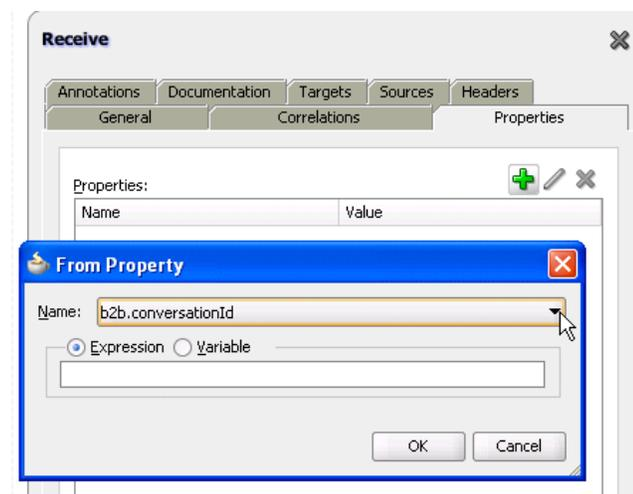 Receive
Annotations Documentation Targets Sources Headers
General Correlations Properties
Properties:
Name Value
From Property
Name: b2b.conversationId
Expression Variable
OK Cancel